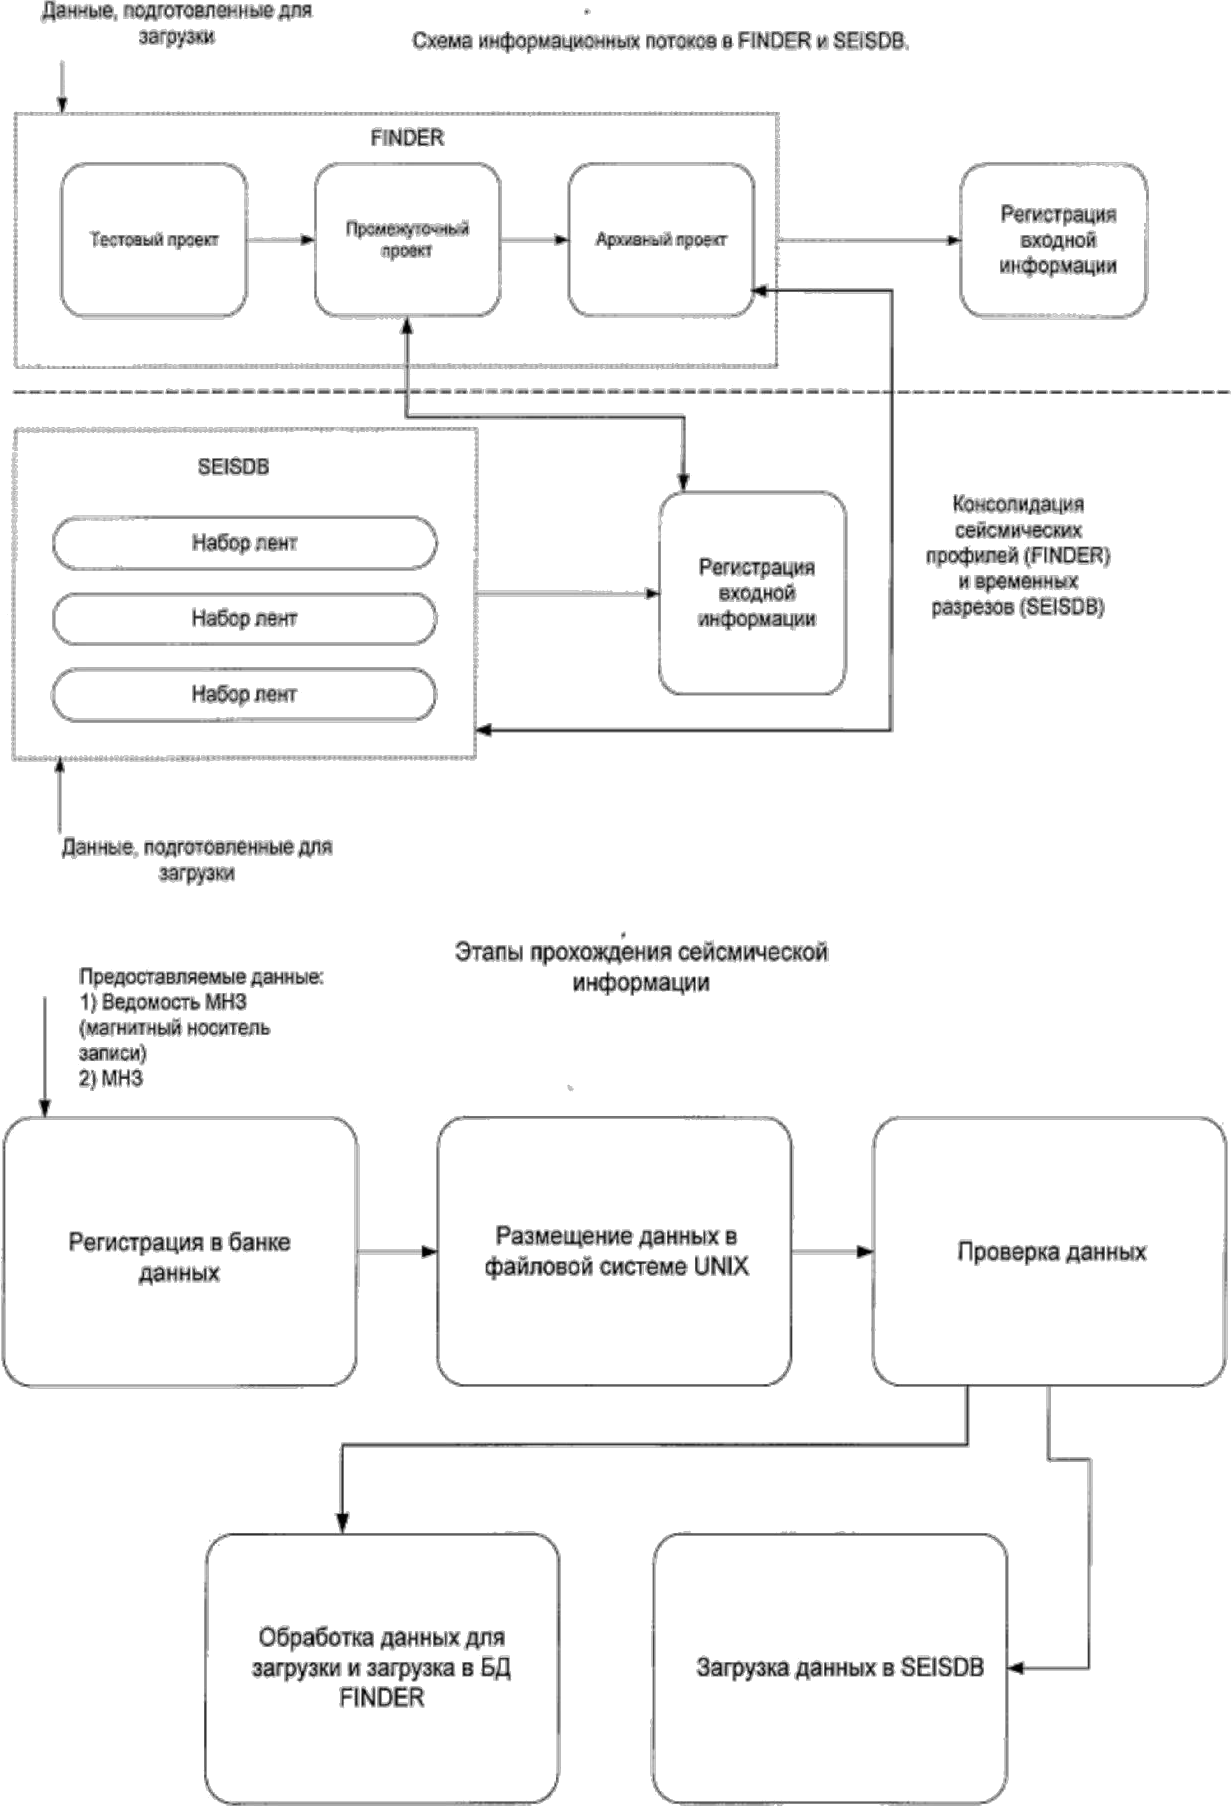 Данные, подготовленные для
загрузки
Схема информационных потоков в FINDER и SEISDB.
FINDER
Тестовый проект
Промежуточный
проект
Архивный проект
Регистрация
входной
информации
SEISDB
Набор лент
Набор лент
Набор лент
Регистрация
входной
информации
Консолидация
сейсмических
профилей (FINDER)
и временных
разрезов (SEISDB)
Данные, подготовленные для
загрузки
Этапы прохождения сейсмической
информации
Предоставляемые данные:
1) Ведомость МНЗ
(магнитный носитель
записи)
2) МНЗ
Регистрация в банке
данных
Размещение данных в
файловой системе UNIX
Проверка данных
Обработка данных для
загрузки и загрузка в БД
FINDER
Загрузка данных в SEISDB